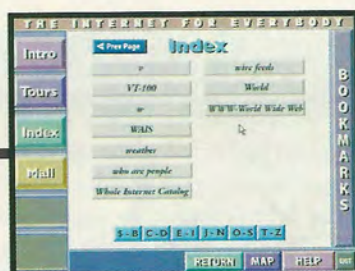 THE INTERNET FOR EVERYBODY
Intro
Tours
Index
Mall
Prev Page
Index
v
VT-100
w
WAIS
weather
who are people
Whole Internet Catalog
wire feeds
World
WWW-World Wide Web
$-B C-D E-I J-N O-S T-Z
BOOKMARKS
RETURN MAP HELP